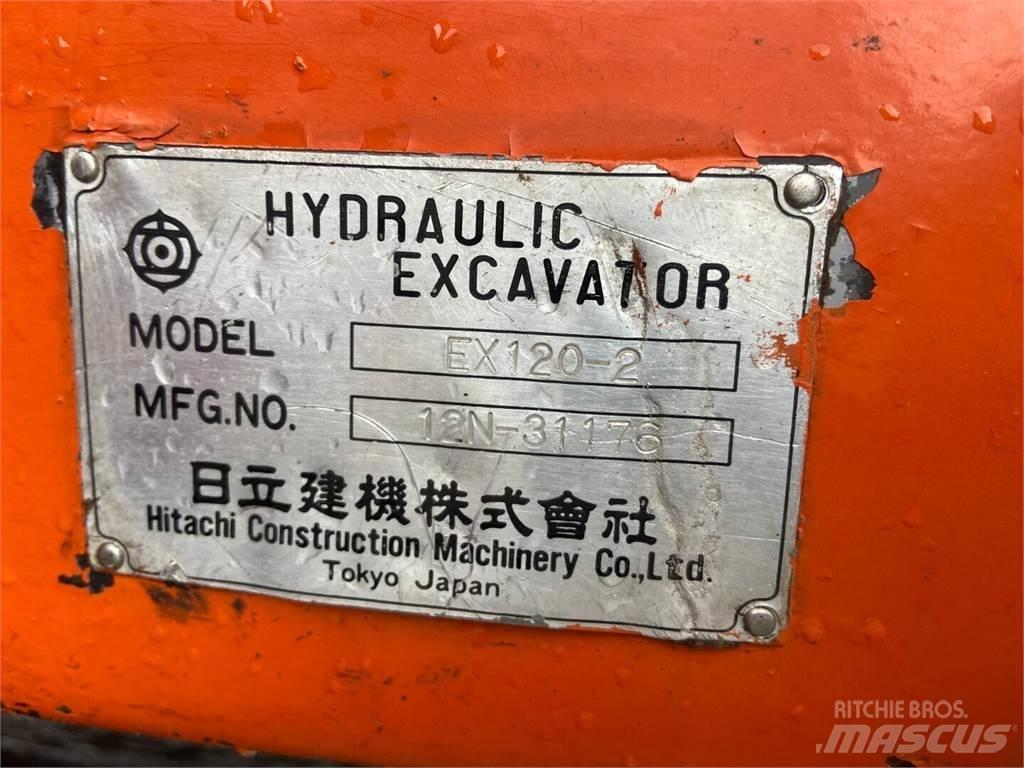 HYDRAULIC
EXCAVATOR
MODEL EX120-2
MFG.NO. 12N-31176
日立建機株式會社
Hitachi Construction Machinery Co.,Ltd.
Tokyo Japan
RITCHIE BROS.
MASCUS